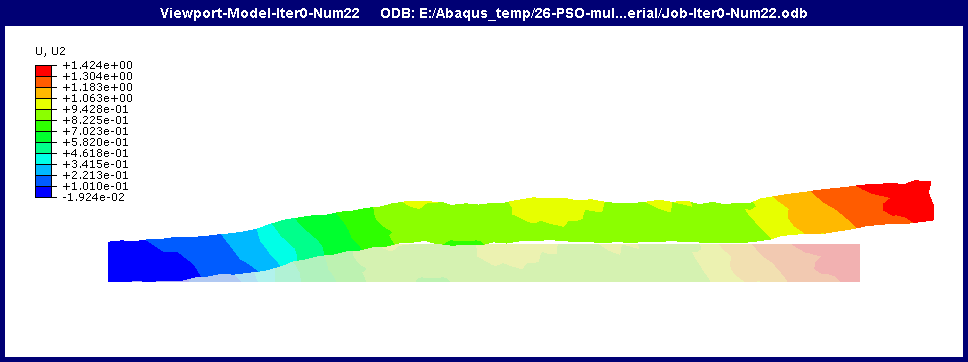 Viewport-Model-Iter0-Num22 ODB: E:/Abaqus_temp/26-PSO-mul...erial/Job-Iter0-Num22.odb
U, U2
+1.424e+00
+1.304e+00
+1.183e+00
+1.063e+00
+9.428e-01
+8.225e-01
+7.023e-01
+5.820e-01
+4.618e-01
+3.415e-01
+2.213e-01
+1.010e-01
-1.924e-02